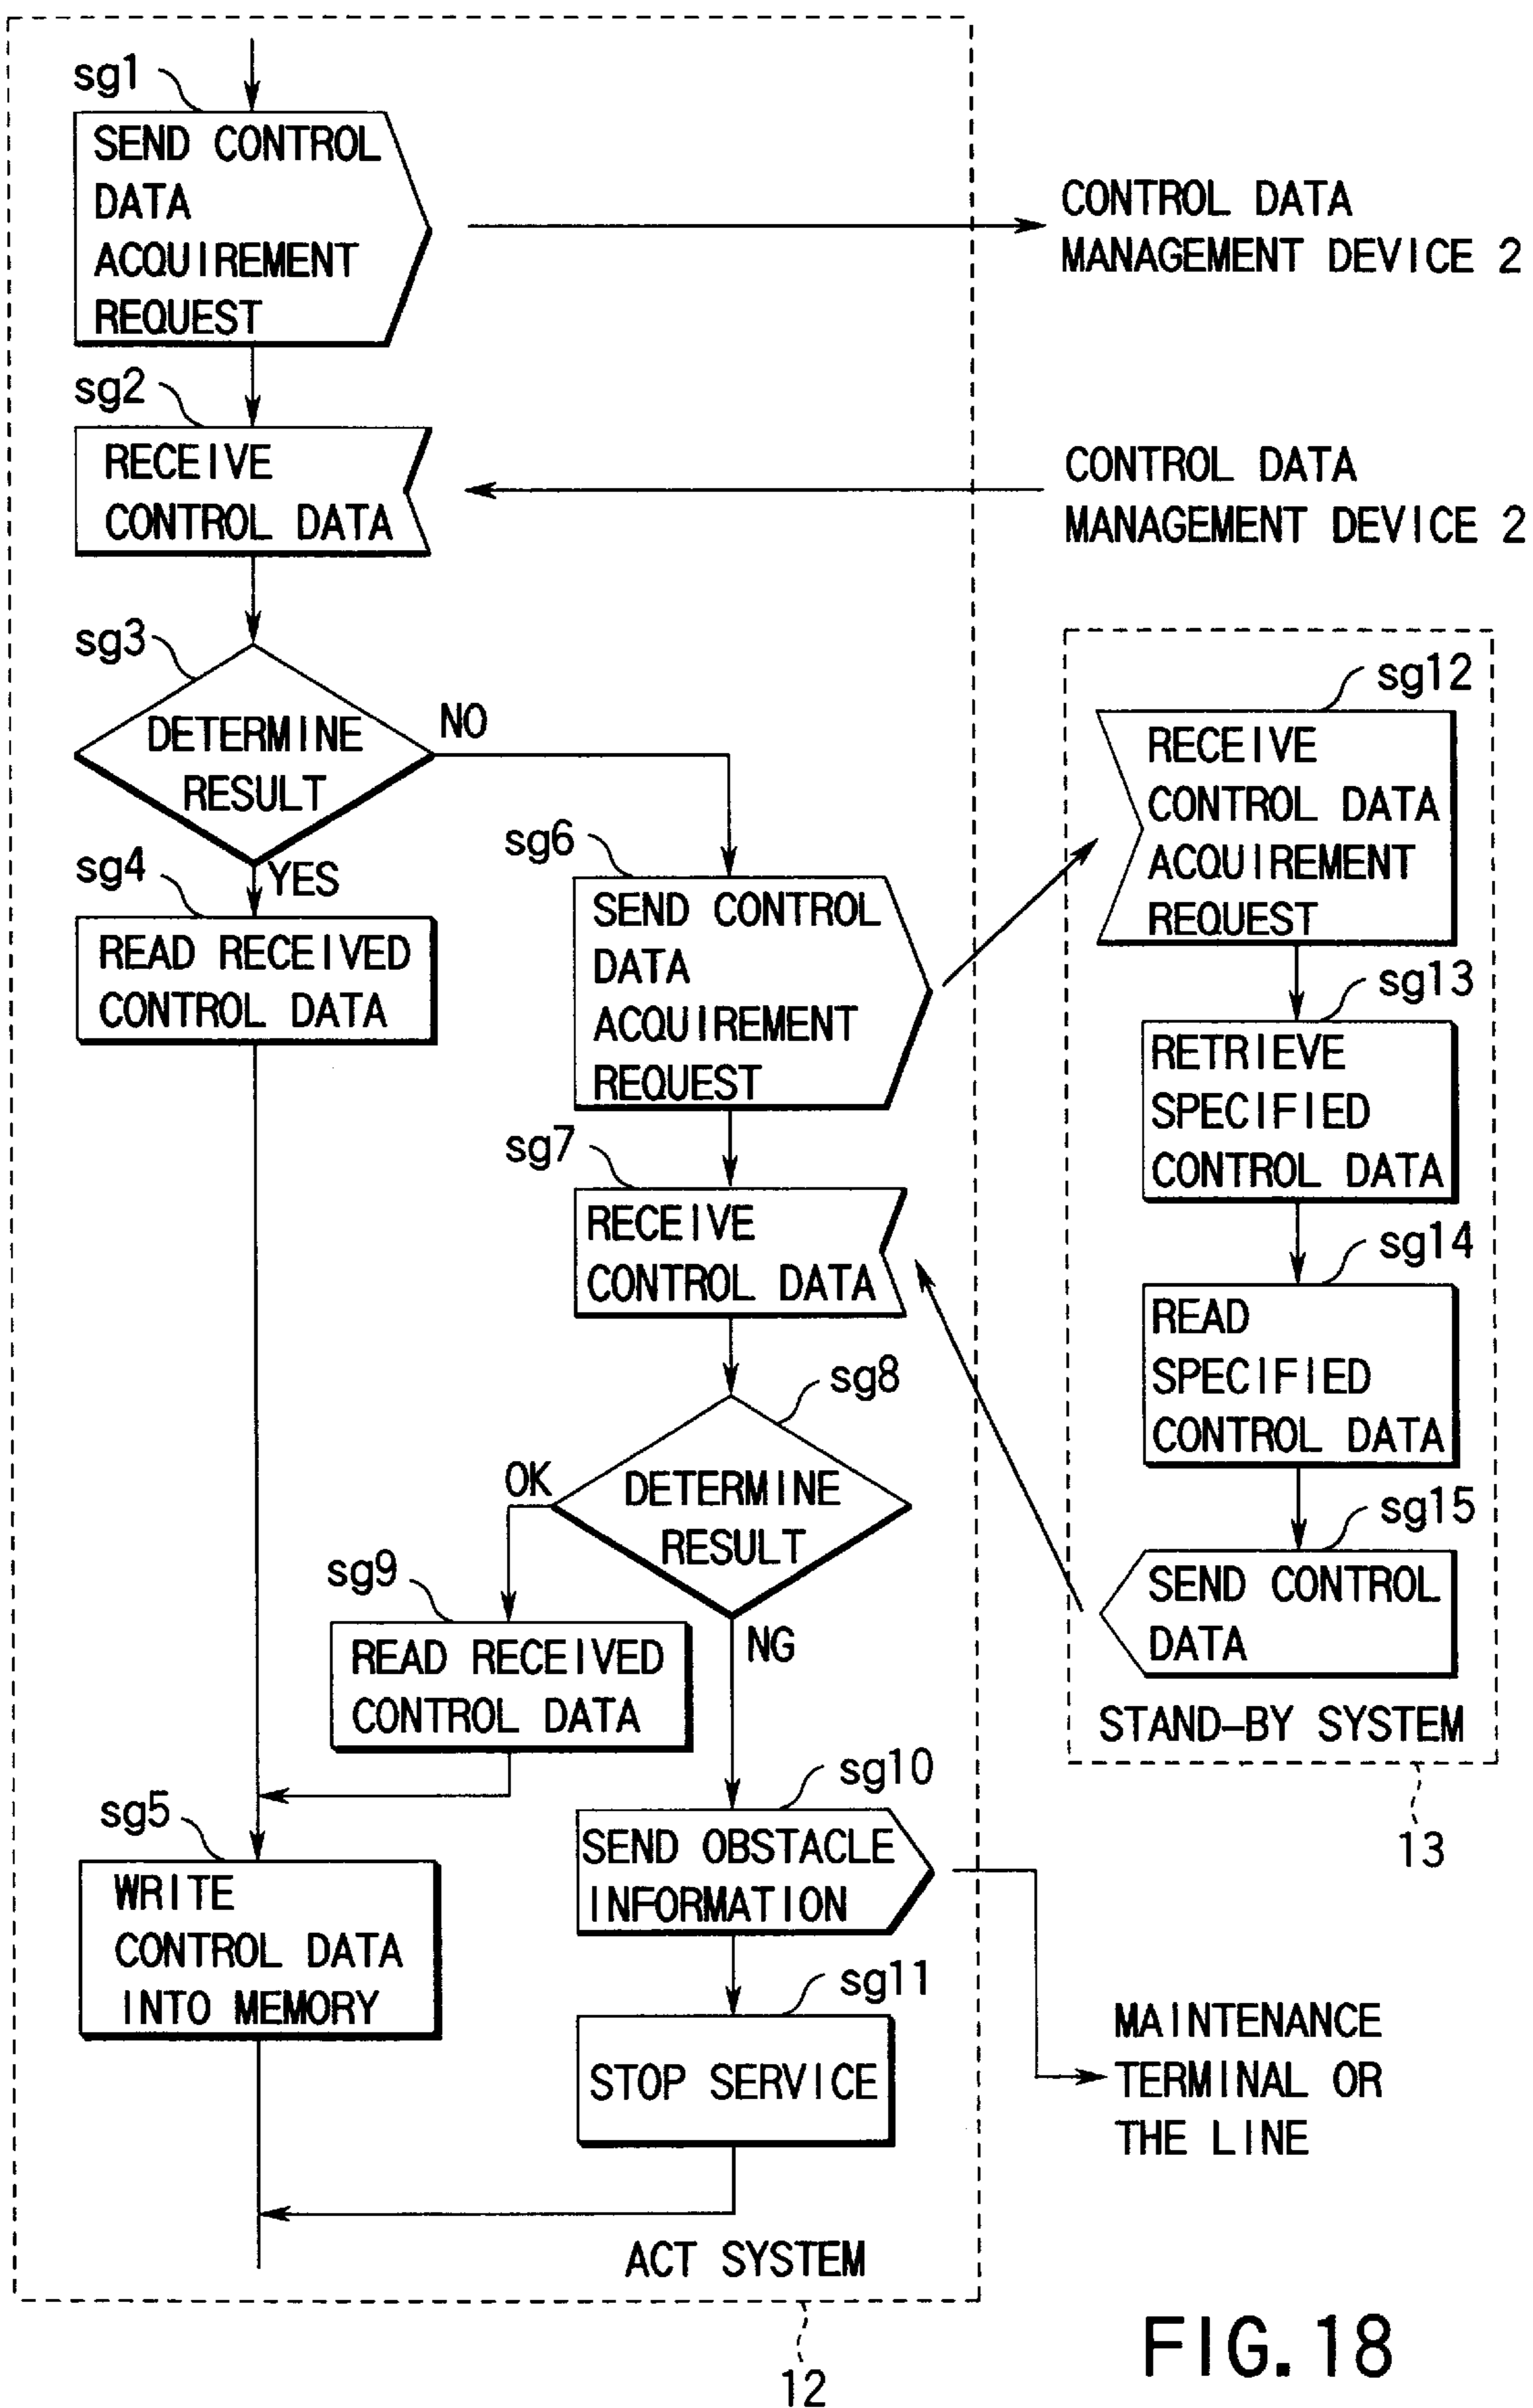 sg1
SEND CONTROL
DATA
ACQUIREMENT
REQUEST
CONTROL DATA
MANAGEMENT DEVICE 2
sg2
RECEIVE
CONTROL DATA
CONTROL DATA
MANAGEMENT DEVICE 2
sg3
DETERMINE
RESULT
NO
YES
sg4
READ RECEIVED
CONTROL DATA
sg6
SEND CONTROL
DATA
ACQUIREMENT
REQUEST
sg12
RECEIVE
CONTROL DATA
ACQUIREMENT
REQUEST
sg13
RETRIEVE
SPECIFIED
CONTROL DATA
sg7
RECEIVE
CONTROL DATA
sg14
READ
SPECIFIED
CONTROL DATA
sg8
DETERMINE
RESULT
OK
NG
sg15
SEND CONTROL
DATA
STAND-BY SYSTEM
13
sg9
READ RECEIVED
CONTROL DATA
sg10
SEND OBSTACLE
INFORMATION
sg5
WRITE
CONTROL DATA
INTO MEMORY
sg11
STOP SERVICE
MAINTENANCE
TERMINAL OR
THE LINE
ACT SYSTEM
12
FIG. 18